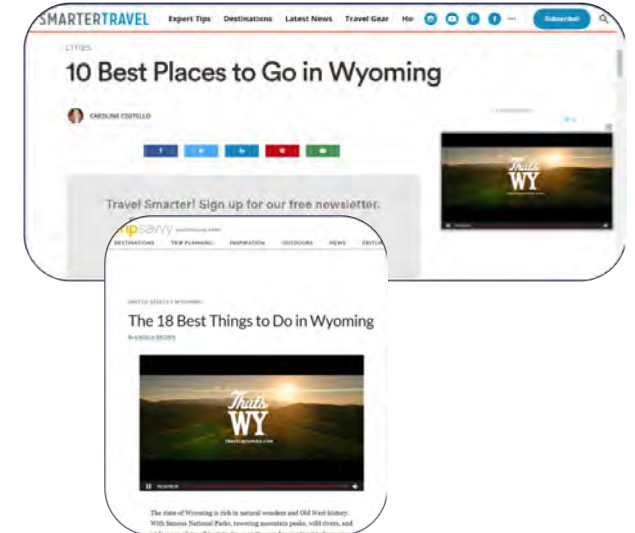 SMARTERTRAVEL Expert Tips Destinations Latest News Travel Gear Ho
CITIES
10 Best Places to Go in Wyoming
CAROLINE COSTELLO
Travel Smarter! Sign up for our free newsletter.
That's
WY
ripsavvy
DESTINATIONS TRIP PLANNING INSPIRATION OUTDOORS NEWS EDITOR
UNITED STATES WYOMING
The 18 Best Things to Do in Wyoming
By ANGELA BROWN
That's
WY
TRAVELWYOMING.COM
The state of Wyoming is rich in natural wonders and Old West history.
With famous National Parks, towering mountain peaks, wild rivers, and